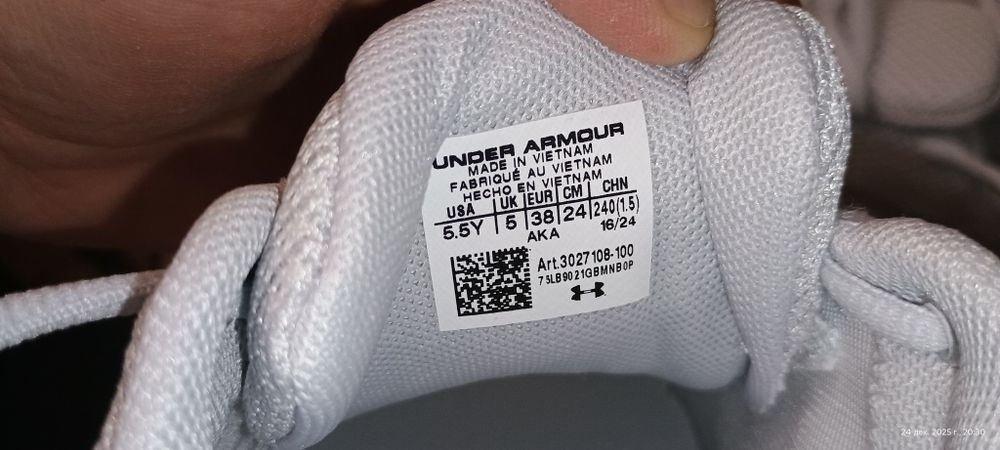 UNDER ARMOUR
MADE IN VIETNAM
FABRIQUÉ AU VIETNAM
HECHO EN VIETNAM
USA UK EUR CM CHN
5.5Y 5 38 24 240(1.5)
AKA 16/24
Art.3027108-100
75LB9021GBMNB0P
24 дек. 2025 г., 20:30